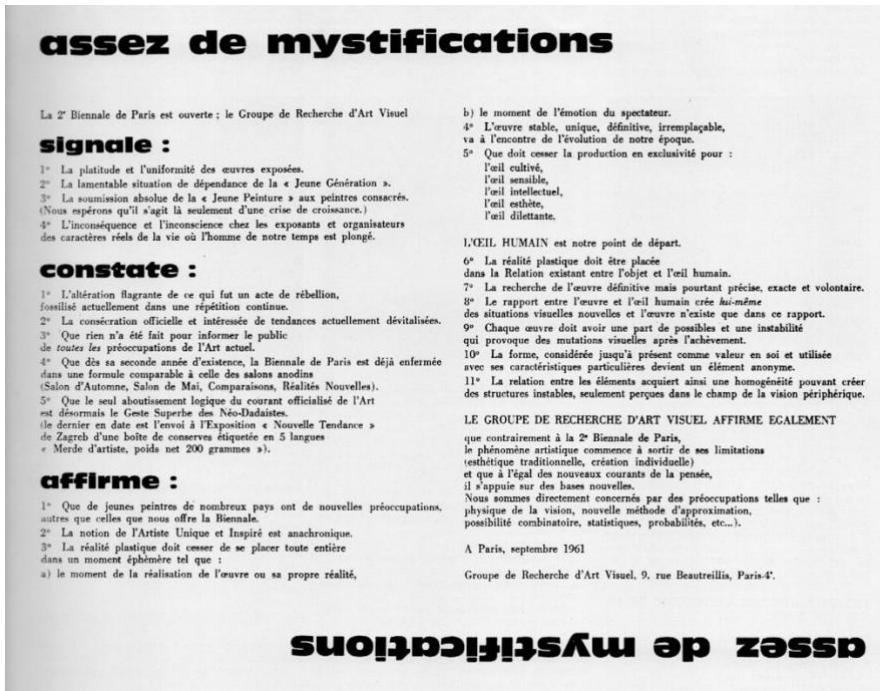 assez de mystifications
La 2e Biennale de Paris est ouverte ; le Groupe de Recherche d'Art Visuel
signale :
1° La platitude et l'uniformité des œuvres exposées.
2° La lamentable situation de dépendance de la « Jeune Génération ».
3° La soumission absolue de la « Jeune Peinture » aux peintres consacrés.
(Nous espérons qu'il s'agit là seulement d'une crise de croissance.)
4° L'inconséquence et l'inconscience chez les exposants et organisateurs
des caractères réels de la vie où l'homme de notre temps est plongé.
constate :
1° L'altération flagrante de ce qui fut un acte de rébellion,
fossilisé actuellement dans une répétition continue.
2° La consécration officielle et intéressée de tendances actuellement dévitalisées.
3° Que rien n'a été fait pour informer le public
de toutes les préoccupations de l'Art actuel.
4° Que dès sa seconde année d'existence, la Biennale de Paris est déjà enfermée
dans une formule comparable à celle des salons anodins
(Salon d'Automne, Salon de Mai, Comparaisons, Réalités Nouvelles).
5° Que le seul aboutissement logique du courant officialisé de l'Art
est désormais le Geste Superbe des Néo-Dadaistes.
(le dernier en date est l'envoi à l'Exposition « Nouvelle Tendance »
de Zagreb d'une boîte de conserves étiquetée en 5 langues
« Merde d'artiste, poids net 200 grammes »).
affirme :
1° Que de jeunes peintres de nombreux pays ont de nouvelles préoccupations,
autres que celles que nous offre la Biennale.
2° La notion de l'Artiste Unique et Inspiré est anachronique.
3° La réalité plastique doit cesser de se placer toute entière
dans un moment éphèmère tel que :
a) le moment de la réalisation de l'œuvre ou sa propre réalité,
b) le moment de l'émotion du spectateur.
4° L'œuvre stable, unique, définitive, irremplaçable,
va à l'encontre de l'évolution de notre époque.
5° Que doit cesser la production en exclusivité pour :
l'œil cultivé,
l'œil sensible,
l'œil intellectuel,
l'œil esthète,
l'œil dilettante.
L'ŒIL HUMAIN est notre point de départ.
6° La réalité plastique doit être placée
dans la Relation existant entre l'objet et l'œil humain.
7° La recherche de l'œuvre définitive mais pourtant précise, exacte et volontaire.
8° Le rapport entre l'œuvre et l'œil humain crée lui-même
des situations visuelles nouvelles et l'œuvre n'existe que dans ce rapport.
9° Chaque œuvre doit avoir une part de possibles et une instabilité
qui provoque des mutations visuelles après l'achèvement.
10° La forme, considérée jusqu'à présent comme valeur en soi et utilisée
avec ses caractéristiques particulières devient un élément anonyme.
11° La relation entre les éléments acquiert ainsi une homogénéité pouvant créer
des structures instables, seulement perçues dans le champ de la vision périphérique.
LE GROUPE DE RECHERCHE D'ART VISUEL AFFIRME EGALEMENT
que contrairement à la 2e Biennale de Paris,
le phénomène artistique commence à sortir de ses limitations
(esthétique traditionnelle, création individuelle)
et que à l'égal des nouveaux courants de la pensée,
il s'appuie sur des bases nouvelles.
Nous sommes directement concernés par des préoccupations telles que :
physique de la vision, nouvelle méthode d'approximation,
possibilité combinatoire, statistiques, probabilités, etc...).
A Paris, septembre 1961
Groupe de Recherche d'Art Visuel, 9, rue Beautreillis, Paris-4e.
assez de mystifications